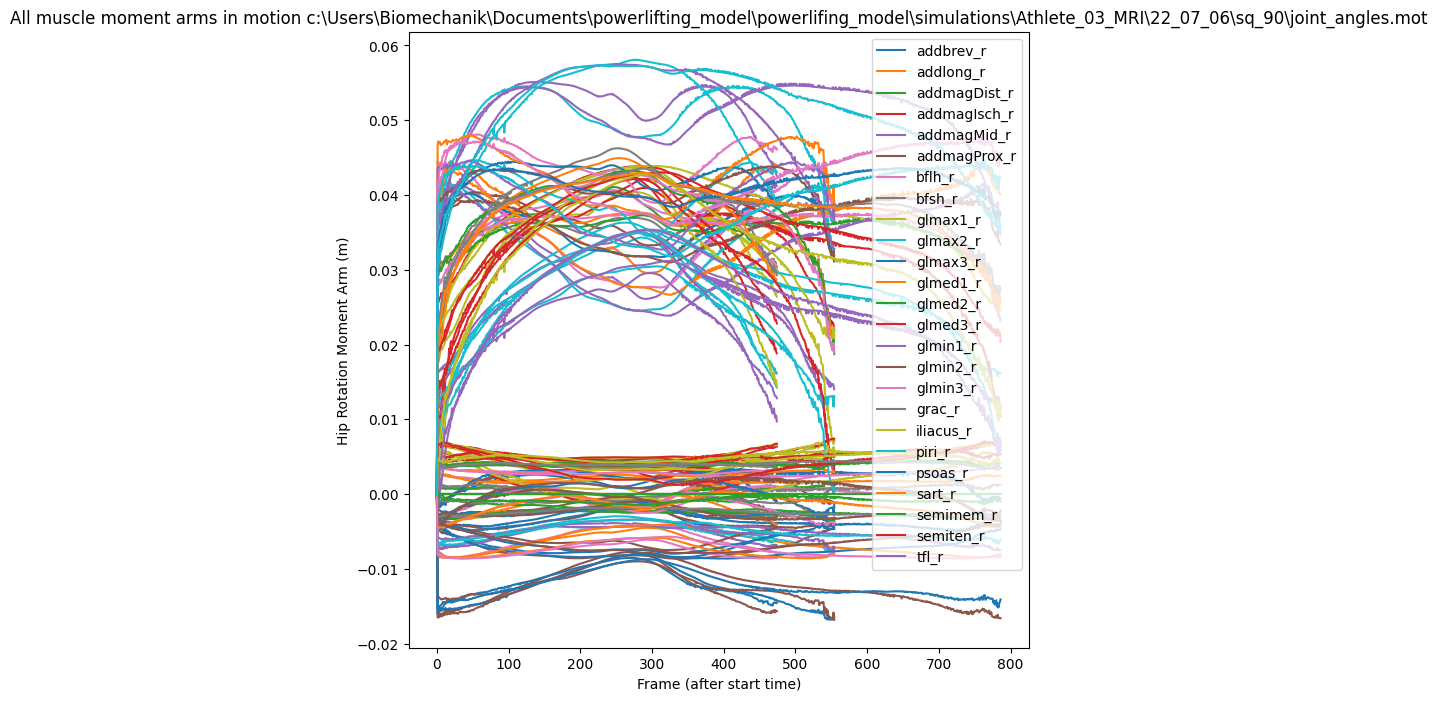 All muscle moment arms in motion c:\Users\Biomechanik\Documents\powerlifting_model\powerlifing_model\simulations\Athlete_03_MRI\22_07_06\sq_90\joint_angles.mot
0.06
0.05
0.04
0.03
0.02
0.01
0.00
−0.01
−0.02
Hip Rotation Moment Arm (m)
addbrev_r
addlong_r
addmagDist_r
addmagIsch_r
addmagMid_r
addmagProx_r
bflh_r
bfsh_r
glmax1_r
glmax2_r
glmax3_r
glmed1_r
glmed2_r
glmed3_r
glmin1_r
glmin2_r
glmin3_r
grac_r
iliacus_r
piri_r
psoas_r
sart_r
semimem_r
semiten_r
tfl_r
0 100 200 300 400 500 600 700 800
Frame (after start time)